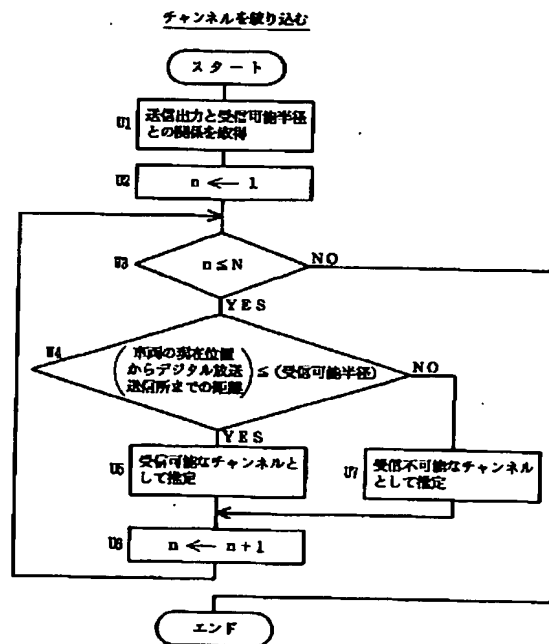 チャンネルを絞り込む
スタート
U1
送信出力と受信可能半径
との関係を取得
U2
n ← 1
U3
n ≦ N
NO
YES
U4
車両の現在位置
からデジタル放送
送信所までの距離
≦ (受信可能半径)
NO
YES
U5
受信可能なチャンネルと
して推定
U7
受信不可能なチャンネル
として推定
U6
n ← n+1
エンド